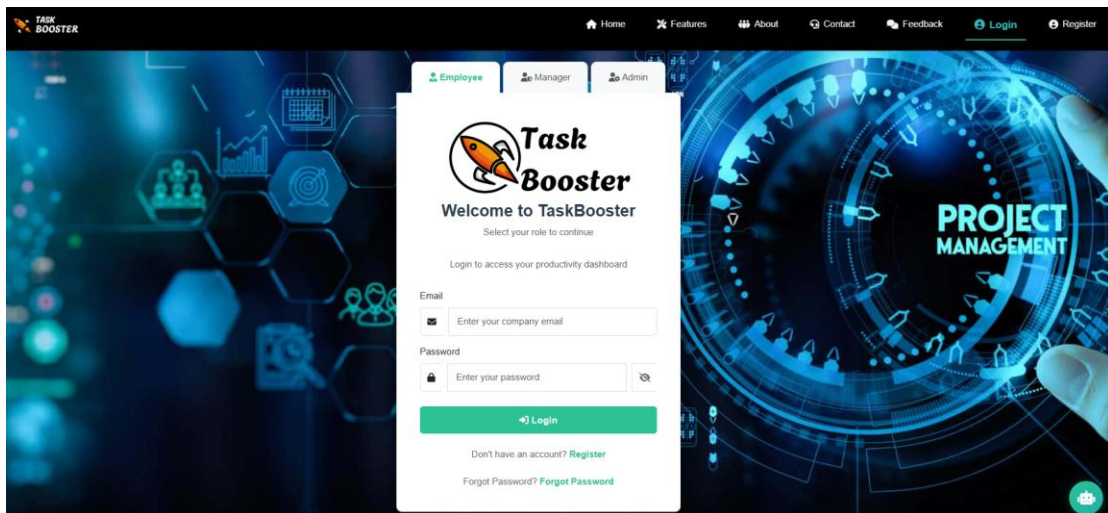 TASK
BOOSTER
Home
Features
About
Contact
Feedback
Login
Register
Employee
Manager
Admin
Task
Booster
Welcome to TaskBooster
Select your role to continue
Login to access your productivity dashboard
Email
Enter your company email
Password
Enter your password
Login
Don't have an account? Register
Forgot Password? Forgot Password
PROJECT
MANAGEMENT